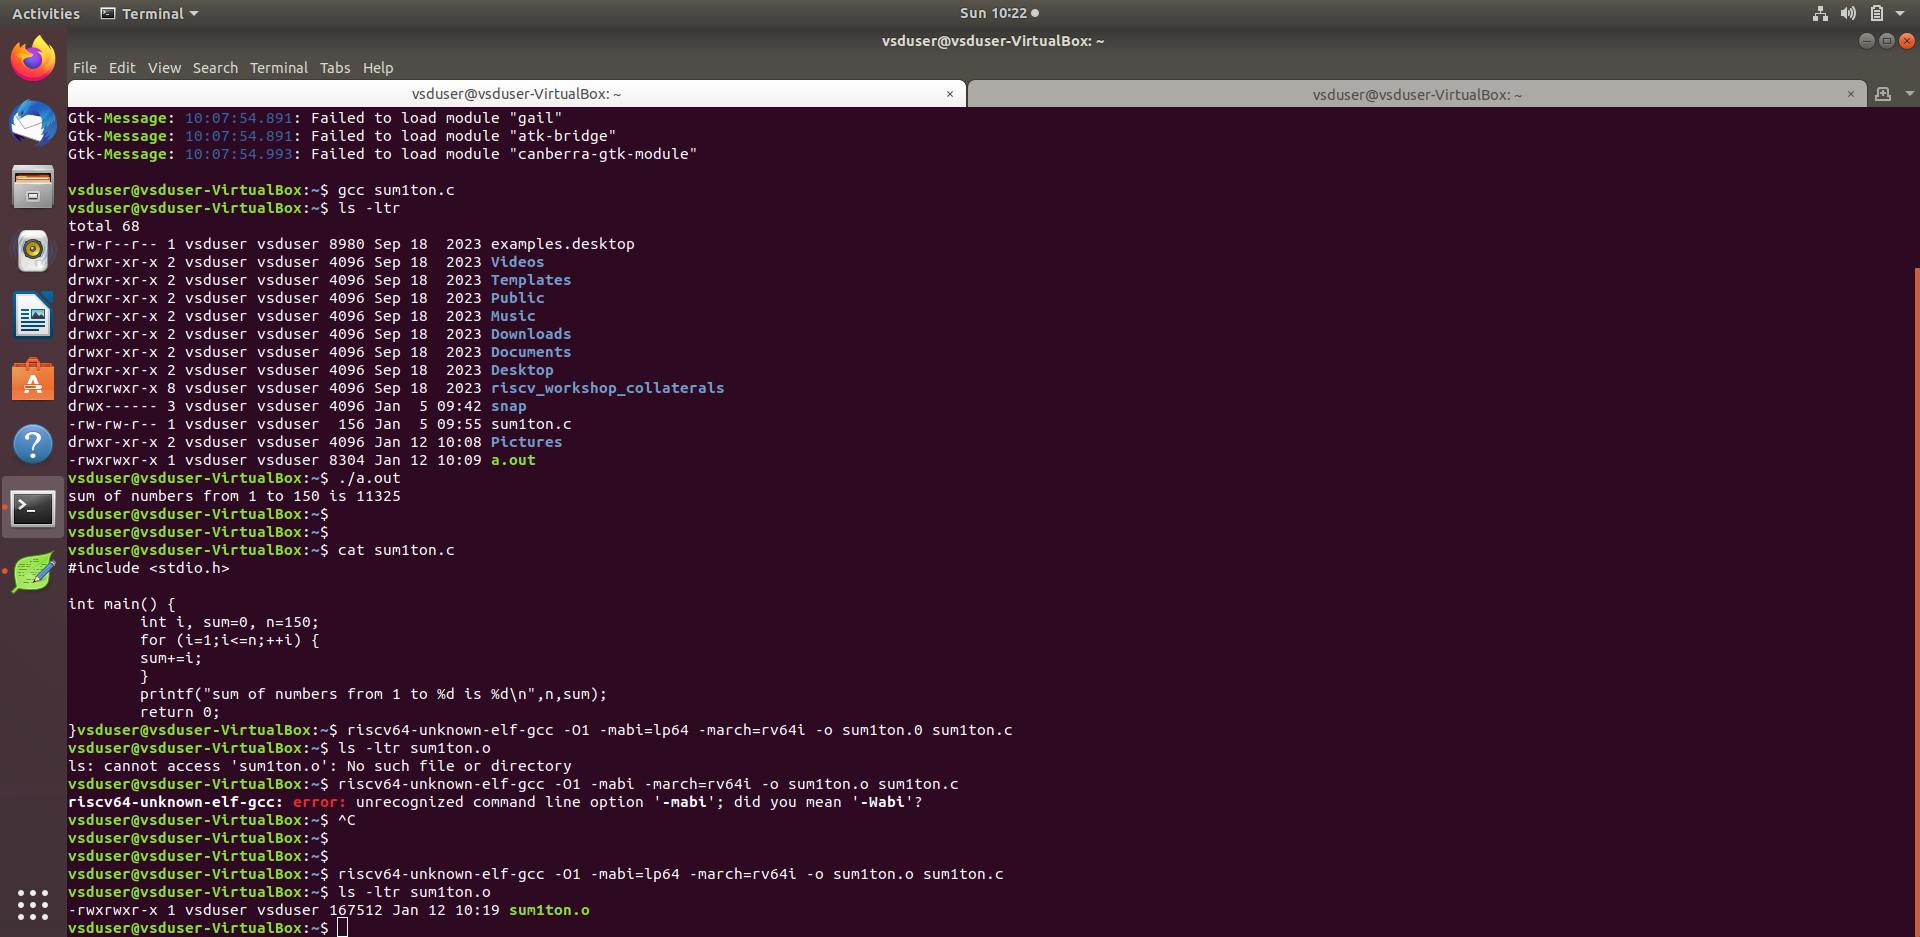 Activities Terminal Sun 10:22
vsduser@vsduser-VirtualBox: ~
File Edit View Search Terminal Tabs Help
vsduser@vsduser-VirtualBox: ~ × vsduser@vsduser-VirtualBox: ~ ×
Gtk-Message: 10:07:54.891: Failed to load module "gail"
Gtk-Message: 10:07:54.891: Failed to load module "atk-bridge"
Gtk-Message: 10:07:54.993: Failed to load module "canberra-gtk-module"
vsduser@vsduser-VirtualBox:~$ gcc sum1ton.c
vsduser@vsduser-VirtualBox:~$ ls -ltr
total 68
-rw-r--r-- 1 vsduser vsduser 8980 Sep 18  2023 examples.desktop
drwxr-xr-x 2 vsduser vsduser 4096 Sep 18  2023 Videos
drwxr-xr-x 2 vsduser vsduser 4096 Sep 18  2023 Templates
drwxr-xr-x 2 vsduser vsduser 4096 Sep 18  2023 Public
drwxr-xr-x 2 vsduser vsduser 4096 Sep 18  2023 Music
drwxr-xr-x 2 vsduser vsduser 4096 Sep 18  2023 Downloads
drwxr-xr-x 2 vsduser vsduser 4096 Sep 18  2023 Documents
drwxr-xr-x 2 vsduser vsduser 4096 Sep 18  2023 Desktop
drwxrwxr-x 8 vsduser vsduser 4096 Sep 18  2023 riscv_workshop_collaterals
drwx------ 3 vsduser vsduser 4096 Jan  5 09:42 snap
-rw-rw-r-- 1 vsduser vsduser  156 Jan  5 09:55 sum1ton.c
drwxr-xr-x 2 vsduser vsduser 4096 Jan 12 10:08 Pictures
-rwxrwxr-x 1 vsduser vsduser 8304 Jan 12 10:09 a.out
vsduser@vsduser-VirtualBox:~$ ./a.out
sum of numbers from 1 to 150 is 11325
vsduser@vsduser-VirtualBox:~$
vsduser@vsduser-VirtualBox:~$
vsduser@vsduser-VirtualBox:~$ cat sum1ton.c
#include <stdio.h>
int main() {
        int i, sum=0, n=150;
        for (i=1;i<=n;++i) {
        sum+=i;
        }
        printf("sum of numbers from 1 to %d is %d\n",n,sum);
        return 0;
}vsduser@vsduser-VirtualBox:~$ riscv64-unknown-elf-gcc -O1 -mabi=lp64 -march=rv64i -o sum1ton.0 sum1ton.c
vsduser@vsduser-VirtualBox:~$ ls -ltr sum1ton.o
ls: cannot access 'sum1ton.o': No such file or directory
vsduser@vsduser-VirtualBox:~$ riscv64-unknown-elf-gcc -O1 -mabi -march=rv64i -o sum1ton.o sum1ton.c
riscv64-unknown-elf-gcc: error: unrecognized command line option '-mabi'; did you mean '-Wabi'?
vsduser@vsduser-VirtualBox:~$ ^C
vsduser@vsduser-VirtualBox:~$
vsduser@vsduser-VirtualBox:~$
vsduser@vsduser-VirtualBox:~$ riscv64-unknown-elf-gcc -O1 -mabi=lp64 -march=rv64i -o sum1ton.o sum1ton.c
vsduser@vsduser-VirtualBox:~$ ls -ltr sum1ton.o
-rwxrwxr-x 1 vsduser vsduser 167512 Jan 12 10:19 sum1ton.o
vsduser@vsduser-VirtualBox:~$